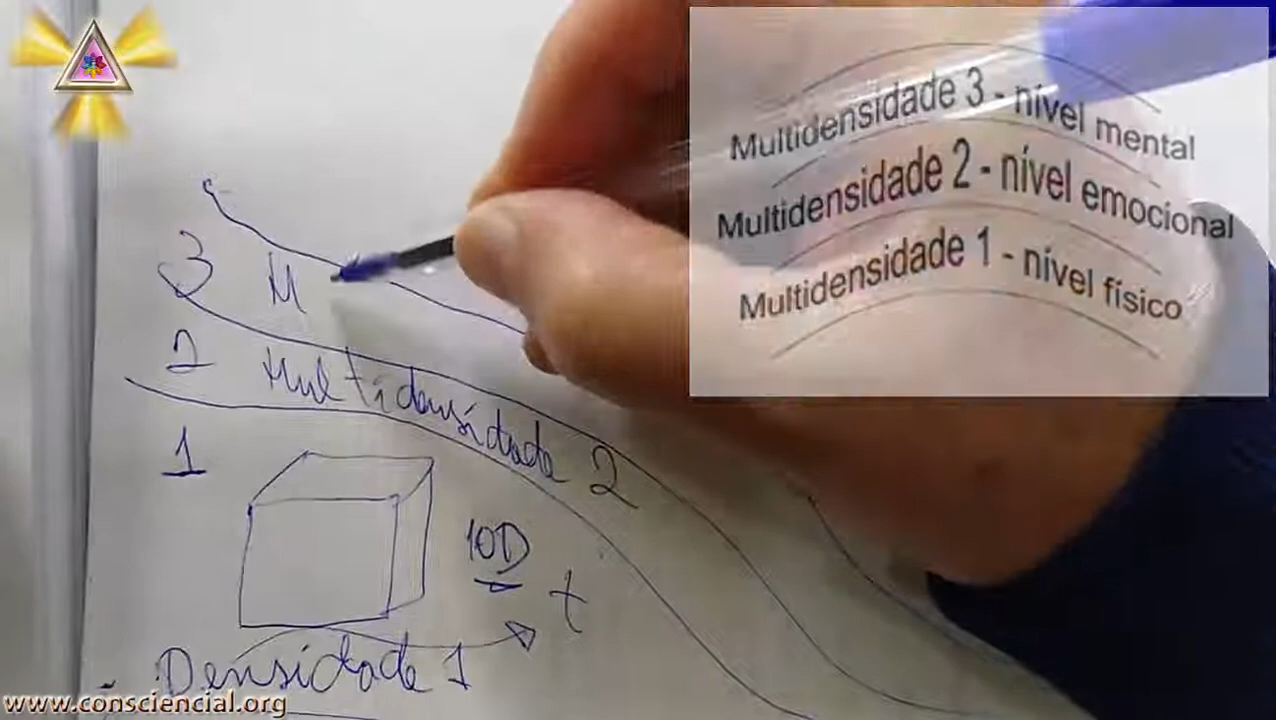 Multidensidade 3 - nível mental
Multidensidade 2 - nível emocional
Multidensidade 1 - nível físico
3 M
2 Multidensidade 2
1
10D
t
Densidade 1
www.consciencial.org